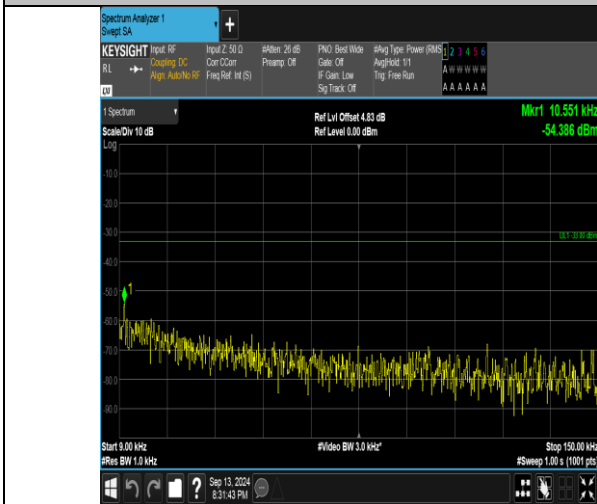 Spectrum Analyzer 1
Swept SA
+
KEYSIGHT
RL
Input: RF
Coupling: DC
Align: Auto/No RF
Input Z: 50 Ω
Corr CCorr
Freq Ref: Int (S)
#Atten: 26 dB
Preamp: Off
PNO: Best Wide
Gate: Off
IF Gain: Low
Sig Track: Off
#Avg Type: Power (RMS
Avg|Hold: 1/1
Trig: Free Run
1 2 3 4 5 6
A W W W W W
A A A A A A
1 Spectrum
Scale/Div 10 dB
Log
Ref Lvl Offset 4.83 dB
Ref Level 0.00 dBm
Mkr1 10.551 kHz
-54.386 dBm
-10.0
-20.0
-30.0
DL1 -33.00 dBm
-40.0
-50.0
1
-60.0
-70.0
-80.0
-90.0
Start 9.00 kHz
#Res BW 1.0 kHz
#Video BW 3.0 kHz*
Stop 150.00 kHz
#Sweep 1.00 s (1001 pts)
?
Sep 13, 2024
8:31:43 PM